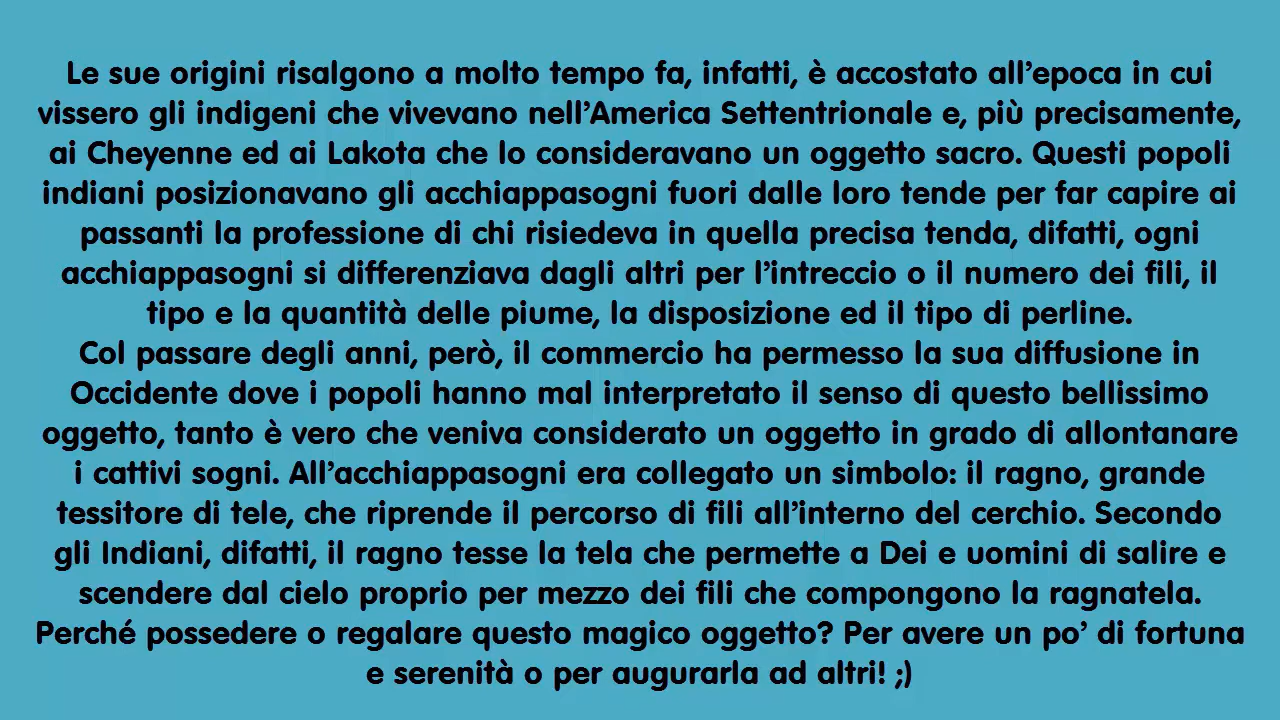 Le sue origini risalgono a molto tempo fa, infatti, è accostato all’epoca in cui
vissero gli indigeni che vivevano nell’America Settentrionale e, più precisamente,
ai Cheyenne ed ai Lakota che lo consideravano un oggetto sacro. Questi popoli
indiani posizionavano gli acchiappasogni fuori dalle loro tende per far capire ai
passanti la professione di chi risiedeva in quella precisa tenda, difatti, ogni
acchiappasogni si differenziava dagli altri per l’intreccio o il numero dei fili, il
tipo e la quantità delle piume, la disposizione ed il tipo di perline.
Col passare degli anni, però, il commercio ha permesso la sua diffusione in
Occidente dove i popoli hanno mal interpretato il senso di questo bellissimo
oggetto, tanto è vero che veniva considerato un oggetto in grado di allontanare
i cattivi sogni. All’acchiappasogni era collegato un simbolo: il ragno, grande
tessitore di tele, che riprende il percorso di fili all’interno del cerchio. Secondo
gli Indiani, difatti, il ragno tesse la tela che permette a Dei e uomini di salire e
scendere dal cielo proprio per mezzo dei fili che compongono la ragnatela.
Perché possedere o regalare questo magico oggetto? Per avere un po’ di fortuna
e serenità o per augurarla ad altri! ;)